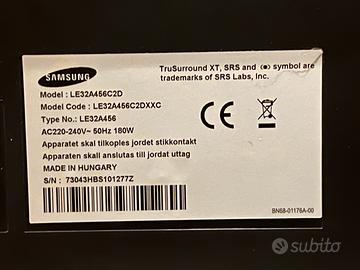 SAMSUNG
TruSurround XT, SRS and (●) symbol are
trademarks of SRS Labs, Inc.
Model : LE32A456C2D
Model Code : LE32A456C2DXXC
Type No.: LE32A456
AC220-240V~ 50Hz 180W
Apparatet skal tilkoples jordet stikkontakt
Apparaten skall anslutas till jordat uttag
MADE IN HUNGARY
S/N : 73043HBS101277Z
CE
BN68-01176A-00
subito